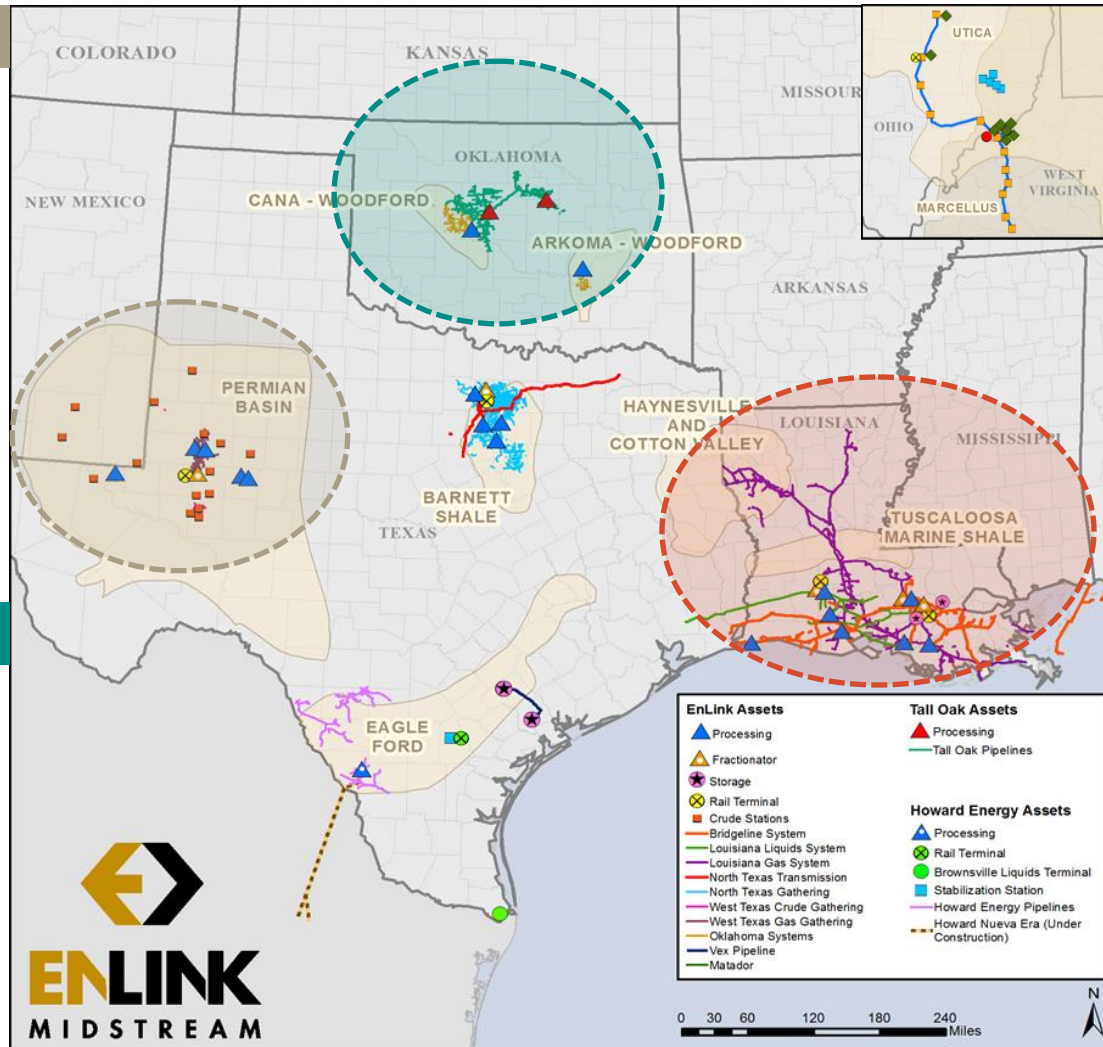 COLORADO
KANSAS
MISSOUR
OKLAHOMA
NEW MEXICO
CANA - WOODFORD
ARKOMA - WOODFORD
ARKANSAS
UTICA
OHIO
WEST
VIRGINIA
MARCELLUS
PERMIAN
BASIN
HAYNESVILLE
AND
COTTON VALLEY
LOUISIANA
MISSISSIPPI
BARNETT
SHALE
TEXAS
TUSCALOOSA
MARINE SHALE
EAGLE
FORD
EnLink Assets
Processing
Fractionator
Storage
Rail Terminal
Crude Stations
Bridgeline System
Louisiana Liquids System
Louisiana Gas System
North Texas Transmission
North Texas Gathering
West Texas Crude Gathering
West Texas Gas Gathering
Oklahoma Systems
Vex Pipeline
Matador
Tall Oak Assets
Processing
Tall Oak Pipelines
Howard Energy Assets
Processing
Rail Terminal
Brownsville Liquids Terminal
Stabilization Station
Howard Energy Pipelines
Howard Nueva Era (Under
Construction)
ENLINK
MIDSTREAM
N
0 30 60 120 180 240
Miles